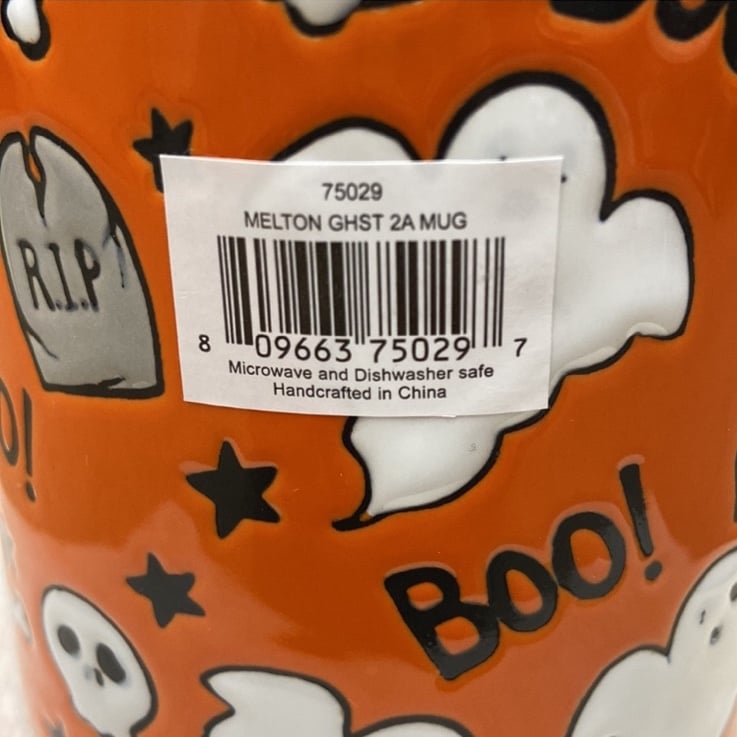 R.I.P
75029
MELTON GHST 2A MUG
8 09663 75029 7
Microwave and Dishwasher safe
Handcrafted in China
O!
BOO!